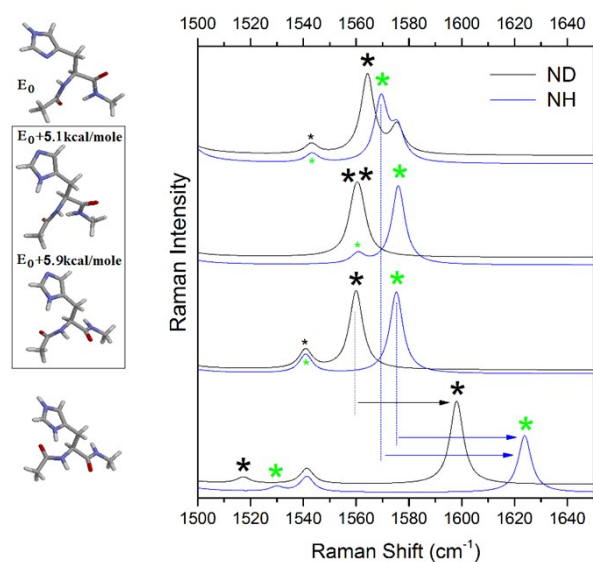 1500 1520 1540 1560 1580 1600 1620 1640
E0
E0+5.1kcal/mole
E0+5.9kcal/mole
ND
NH
*
*
*
*
**
*
*
*
*
*
*
*
*
*
*
Raman Intensity
1500 1520 1540 1560 1580 1600 1620 1640
Raman Shift (cm⁻¹)